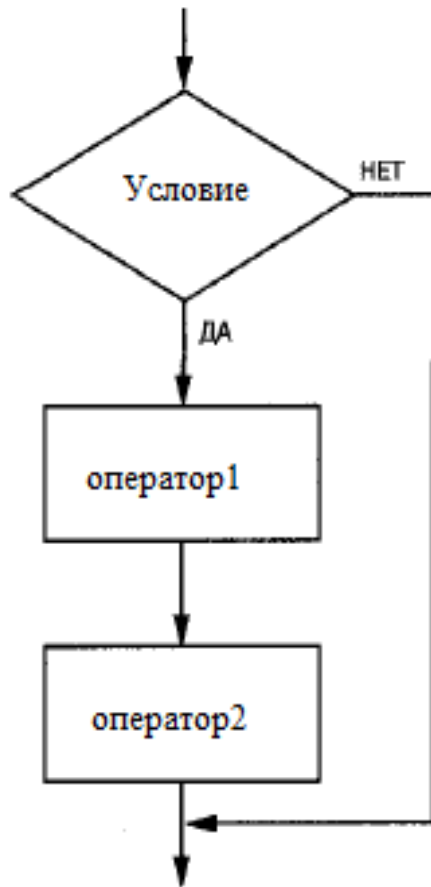 Условие
НЕТ
ДА
оператор1
оператор2